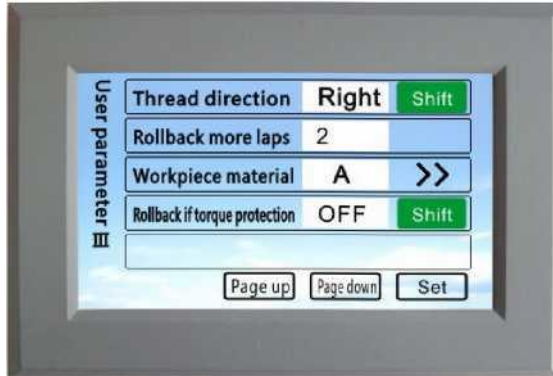 User parameter III
Thread direction Right Shift
Rollback more laps 2
Workpiece material A >>
Rollback if torque protection OFF Shift
Page up Page down Set